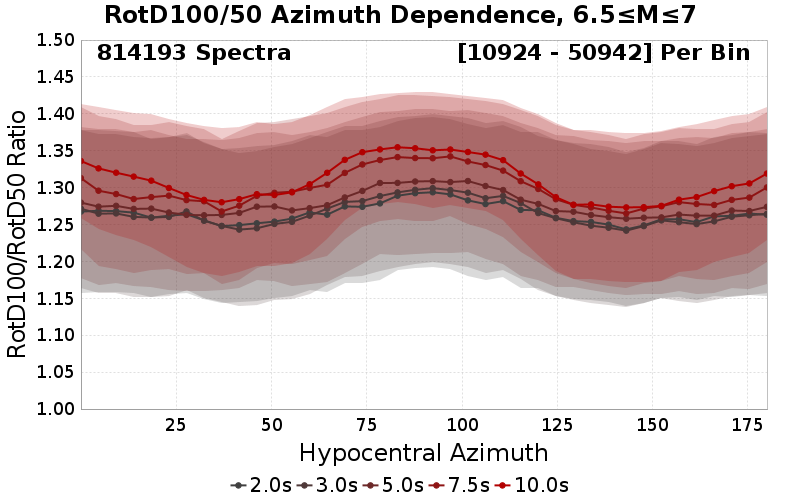 RotD100/50 Azimuth Dependence, 6.5≤M≤7
814193 Spectra
[10924 - 50942] Per Bin
RotD100/RotD50 Ratio
1.50
1.45
1.40
1.35
1.30
1.25
1.20
1.15
1.10
1.05
1.00
25 50 75 100 125 150 175
Hypocentral Azimuth
2.0s 3.0s 5.0s 7.5s 10.0s